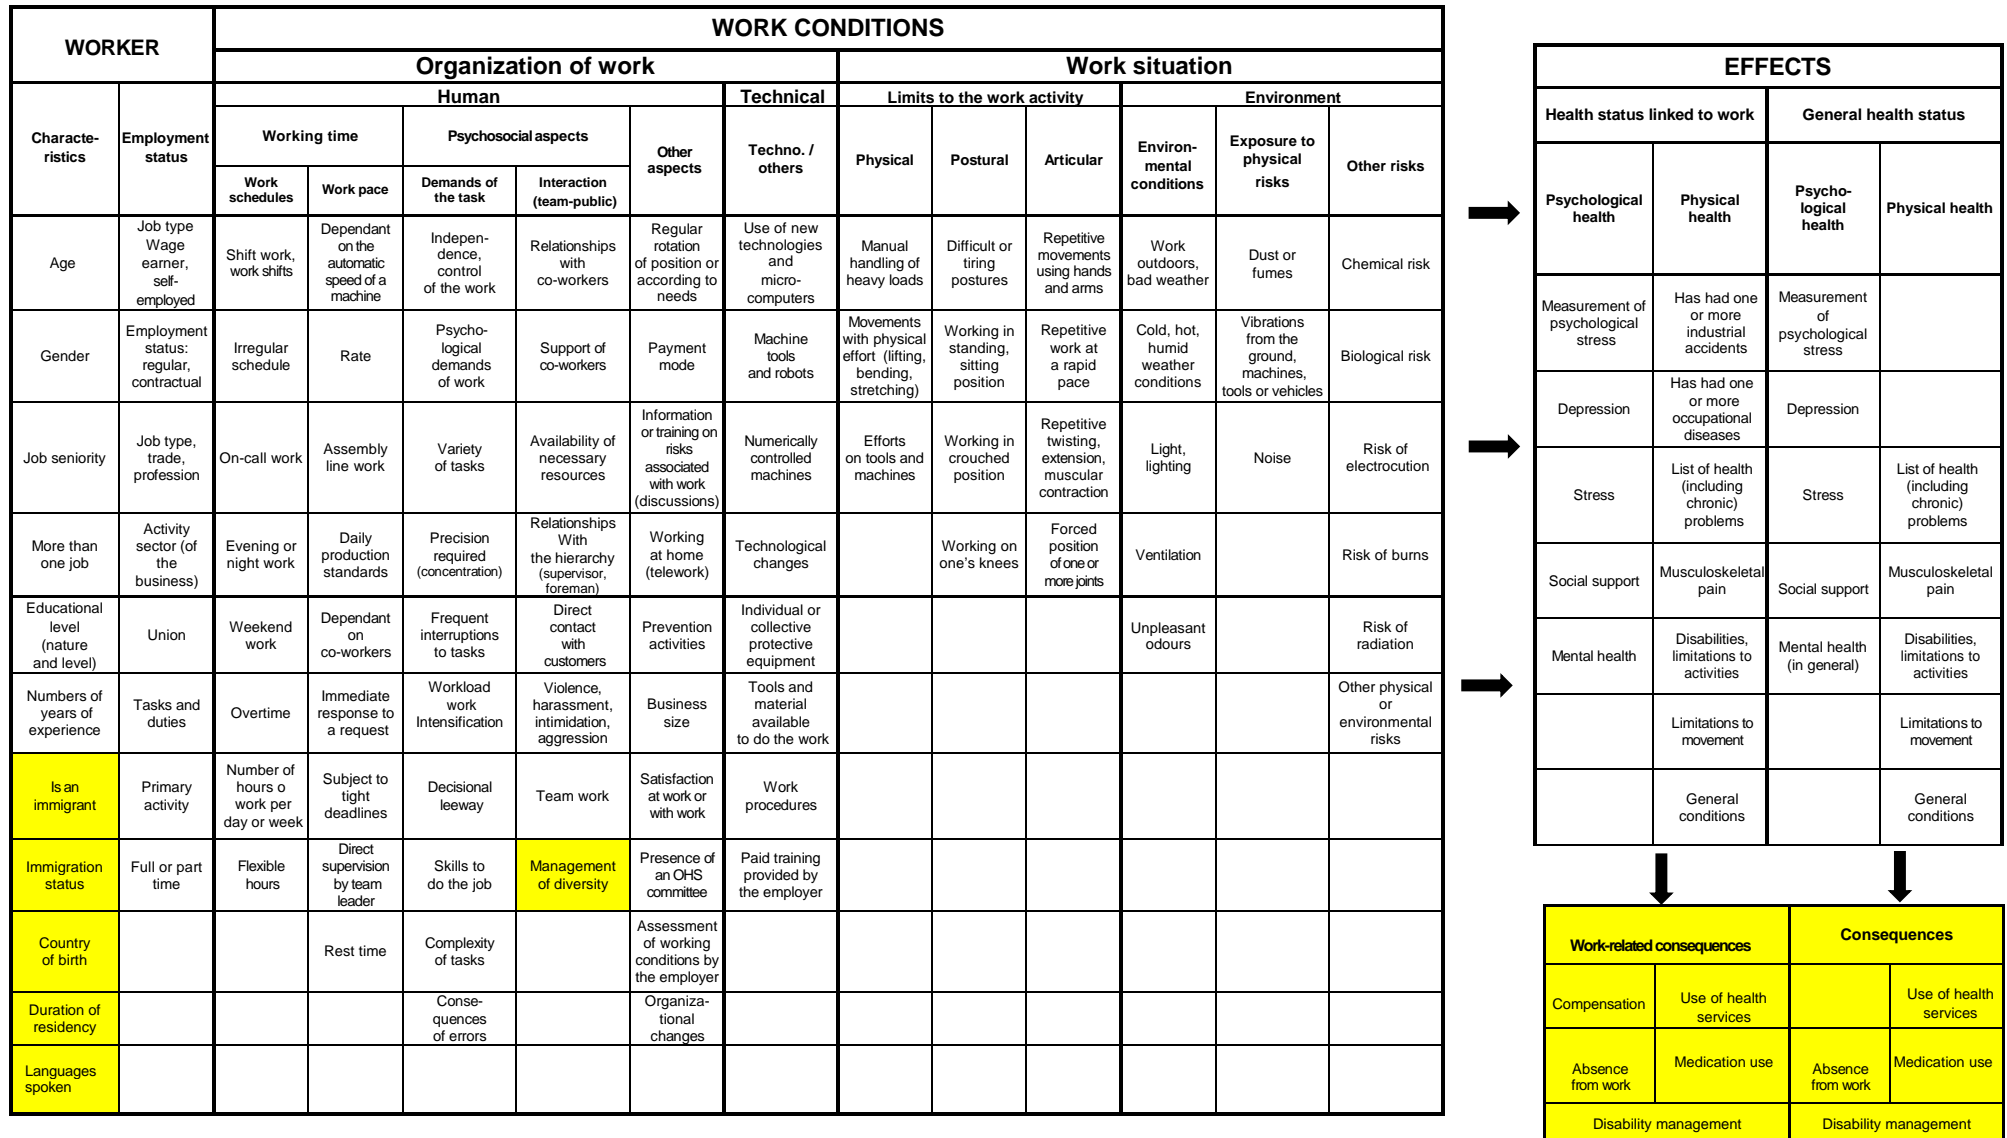 WORKER
WORK CONDITIONS
Organization of work
Work situation
Human
Technical
Limits to the work activity
Environment
Characte-
ristics
Employment
status
Working time
Psychosocial aspects
Other
aspects
Techno. /
others
Physical
Postural
Articular
Environ-
mental
conditions
Exposure to
physical
risks
Other risks
Work
schedules
Work pace
Demands of
the task
Interaction
(team-public)
Age
Job type
Wage
earner,
self-
employed
Shift work,
work shifts
Dependant
on the
automatic
speed of a
machine
Indepen-
dence,
control
of the work
Relationships
with
co-workers
Regular
rotation
of position or
according to
needs
Use of new
technologies
and
micro-
computers
Manual
handling of
heavy loads
Difficult or
tiring
postures
Repetitive
movements
using hands
and arms
Work
outdoors,
bad weather
Dust or
fumes
Chemical risk
Gender
Employment
status:
regular,
contractual
Irregular
schedule
Rate
Psycho-
logical
demands
of work
Support of
co-workers
Payment
mode
Machine
tools
and robots
Movements
with physical
effort (lifting,
bending,
stretching)
Working in
standing,
sitting
position
Repetitive
work at
a rapid
pace
Cold, hot,
humid
weather
conditions
Vibrations
from the
ground,
machines,
tools or vehicles
Biological risk
Job seniority
Job type,
trade,
profession
On-call work
Assembly
line work
Variety
of tasks
Availability of
necessary
resources
Information
or training on
risks
associated
with work
(discussions)
Numerically
controlled
machines
Efforts
on tools and
machines
Working in
crouched
position
Repetitive
twisting,
extension,
muscular
contraction
Light,
lighting
Noise
Risk of
electrocution
More than
one job
Activity
sector (of
the
business)
Evening or
night work
Daily
production
standards
Precision
required
(concentration)
Relationships
With
the hierarchy
(supervisor,
foreman)
Working
at home
(telework)
Technological
changes
Working on
one's knees
Forced
position
of one or
more joints
Ventilation
Risk of burns
Educational
level
(nature
and level)
Union
Weekend
work
Dependant
on
co-workers
Frequent
interruptions
to tasks
Direct
contact
with
customers
Prevention
activities
Individual or
collective
protective
equipment
Unpleasant
odours
Risk of
radiation
Numbers of
years of
experience
Tasks and
duties
Overtime
Immediate
response to
a request
Workload
work
Intensification
Violence,
harassment,
intimidation,
aggression
Business
size
Tools and
material
available
to do the work
Other physical
or
environmental
risks
Is an
immigrant
Primary
activity
Number of
hours o
work per
day or week
Subject to
tight
deadlines
Decisional
leeway
Team work
Satisfaction
at work or
with work
Work
procedures
Immigration
status
Full or part
time
Flexible
hours
Direct
supervision
by team
leader
Skills to
do the job
Management
of diversity
Presence of
an OHS
committee
Paid training
provided by
the employer
Country
of birth
Rest time
Complexity
of tasks
Assessment
of working
conditions by
the employer
Duration of
residency
Conse-
quences
of errors
Organiza-
tional
changes
Languages
spoken
EFFECTS
Health status linked to work
General health status
Psychological
health
Physical
health
Psycho-
logical
health
Physical health
Measurement of
psychological
stress
Has had one
or more
industrial
accidents
Measurement
of
psychological
stress
Depression
Has had one
or more
occupational
diseases
Depression
Stress
List of health
(including
chronic)
problems
Stress
List of health
(including
chronic)
problems
Social support
Musculoskeletal
pain
Social support
Musculoskeletal
pain
Mental health
Disabilities,
limitations to
activities
Mental health
(in general)
Disabilities,
limitations to
activities
Limitations to
movement
Limitations to
movement
General
conditions
General
conditions
Work-related consequences
Consequences
Compensation
Use of health
services
Use of health
services
Absence
from work
Medication use
Absence
from work
Medication use
Disability management
Disability management